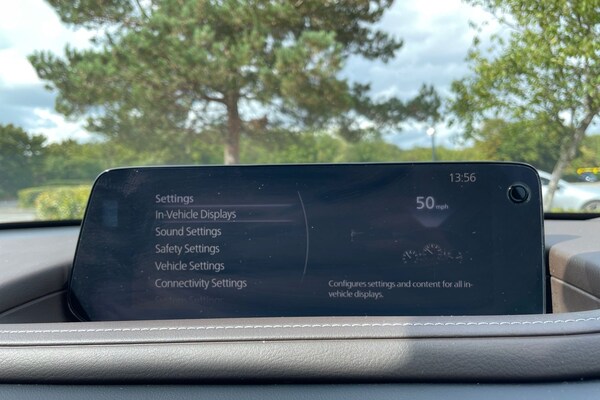 13:56
Settings
In-Vehicle Displays
Sound Settings
Safety Settings
Vehicle Settings
Connectivity Settings
50 mph
Configures settings and content for all in-
vehicle displays.